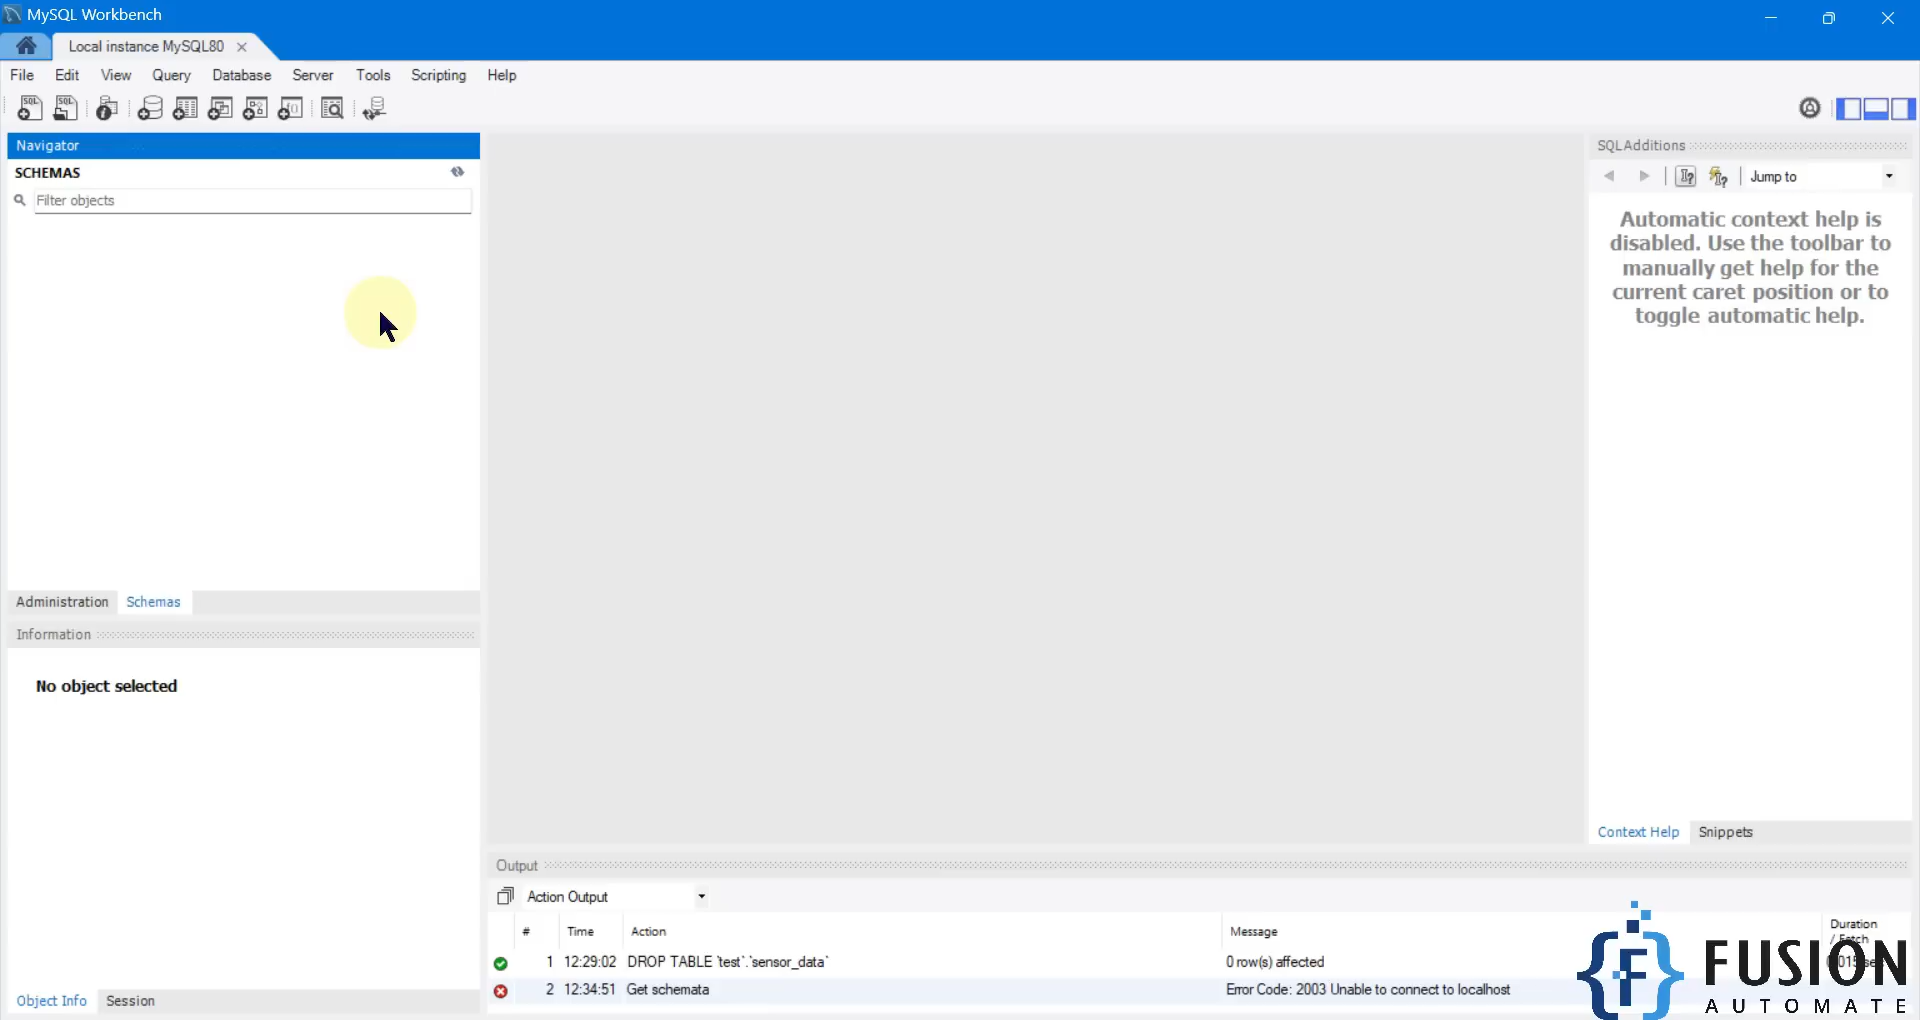 MySQL Workbench
Local instance MySQL80
File Edit View Query Database Server Tools Scripting Help
SQL SQL
Navigator
SCHEMAS
Filter objects
Administration Schemas
Information
No object selected
Object Info Session
SQLAdditions
Jump to
Automatic context help is
disabled. Use the toolbar to
manually get help for the
current caret position or to
toggle automatic help.
Context Help Snippets
Output
Action Output
# Time Action Message Duration
/ Fetch
1 12:29:02 DROP TABLE `test`.`sensor_data` 0 row(s) affected
2 12:34:51 Get schemata Error Code: 2003 Unable to connect to localhost
{F}
FUSION
AUTOMATE